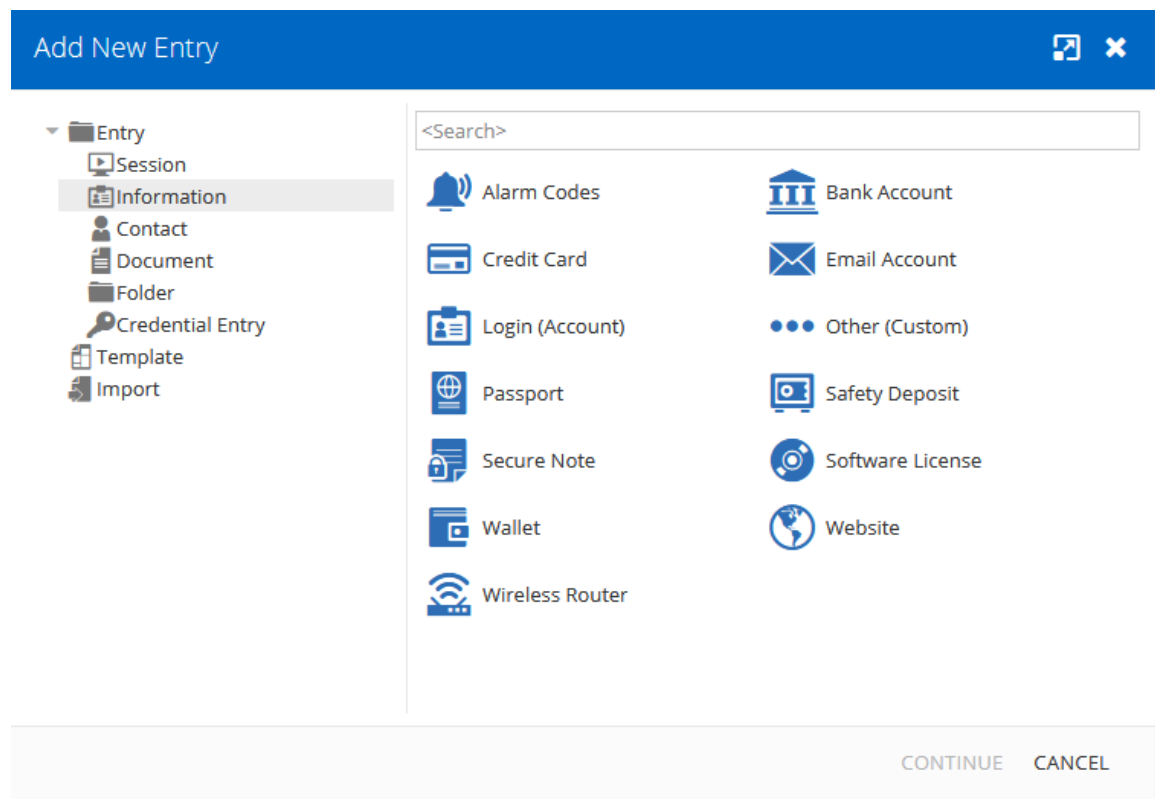 Add New Entry
Entry
Session
Information
Contact
Document
Folder
Credential Entry
Template
Import
<Search>
Alarm Codes
Bank Account
Credit Card
Email Account
Login (Account)
Other (Custom)
Passport
Safety Deposit
Secure Note
Software License
Wallet
Website
Wireless Router
CONTINUE
CANCEL